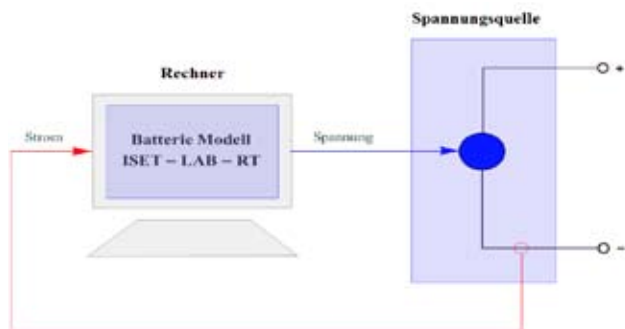 Spannungsquelle
+
Rechner
Strom
Batterie Modell
ISET – LAB – RT
Spannung
–